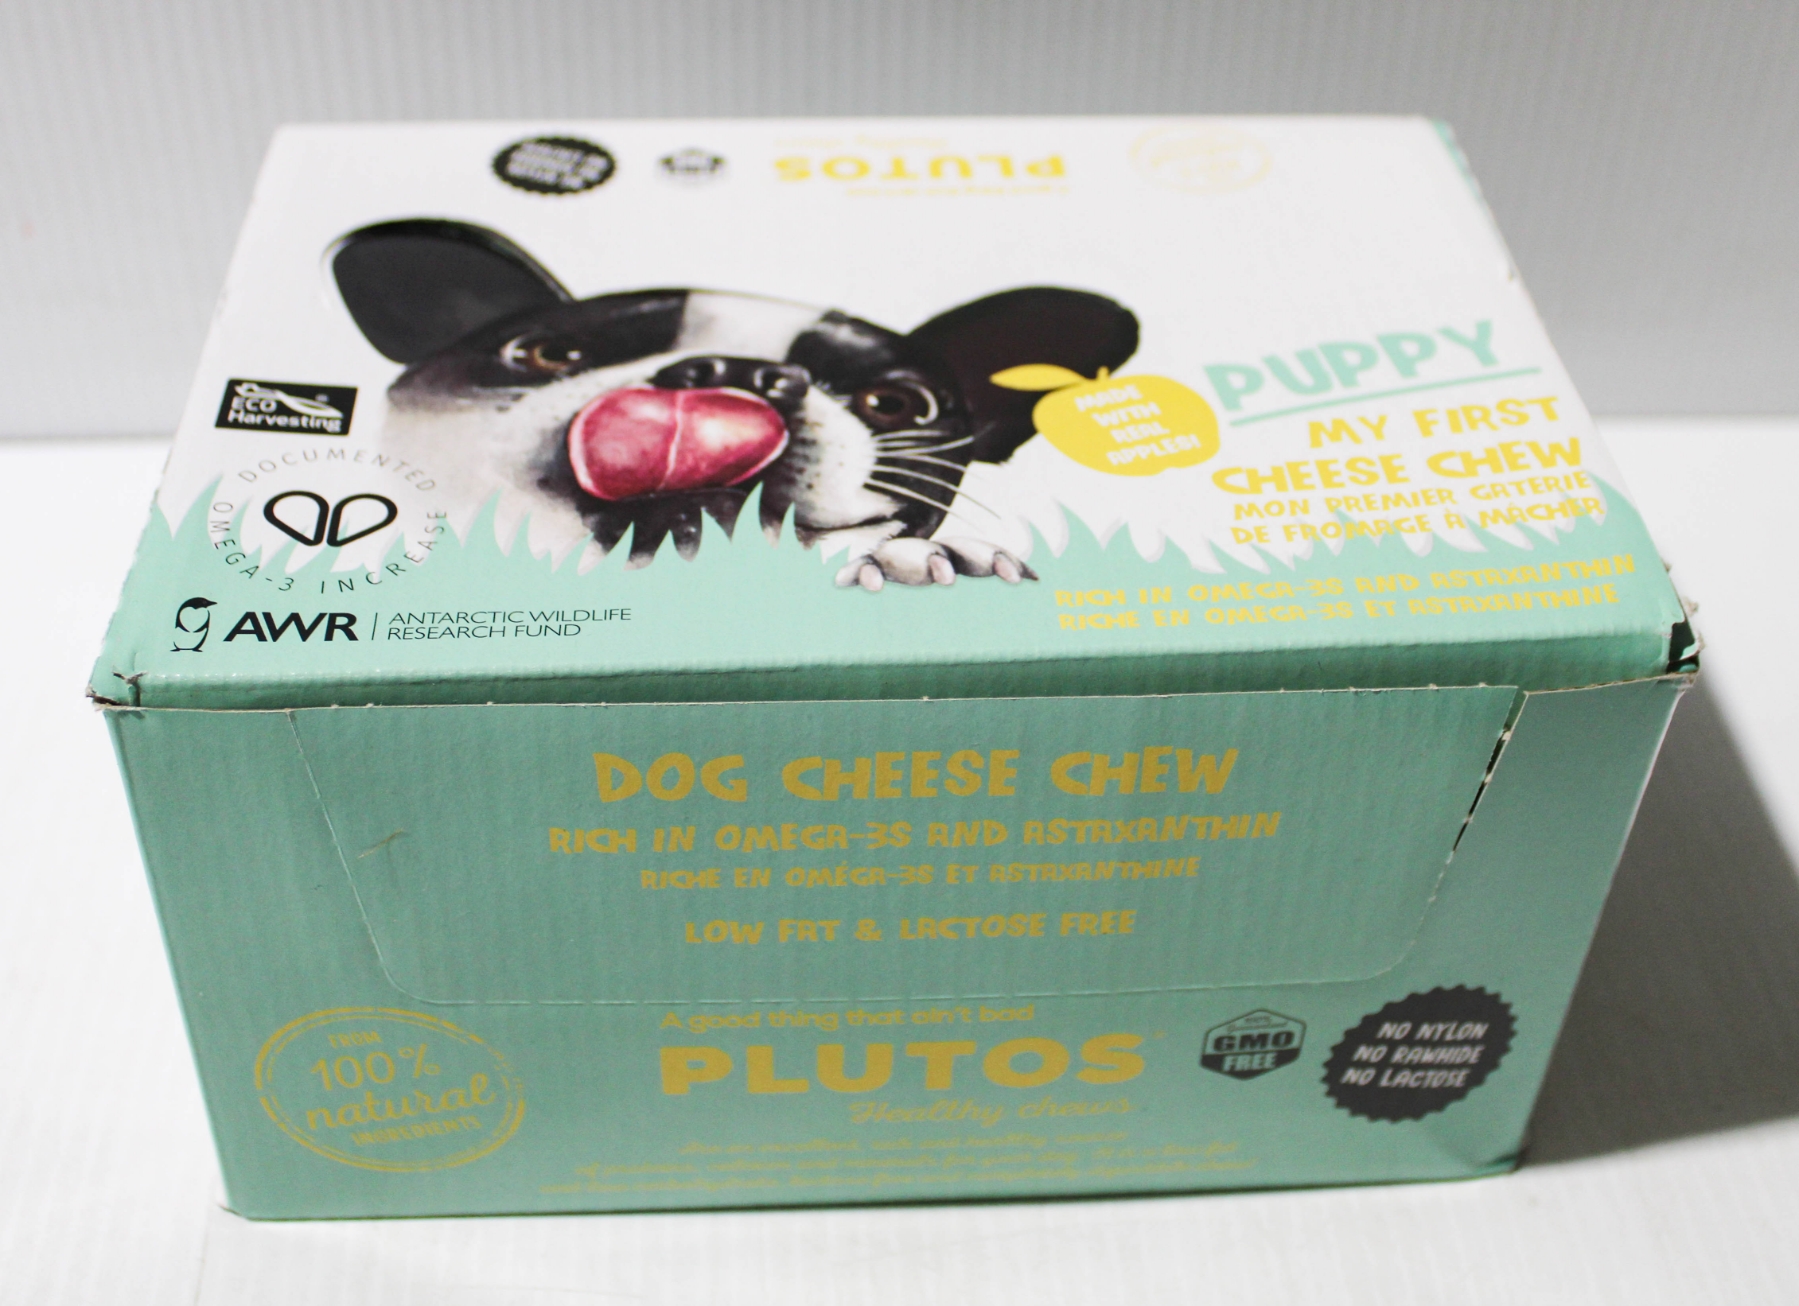 PLUTOS
ECO
Harvesting
DOCUMENTED
OMEGA-3 INCREASE
AWR
ANTARCTIC WILDLIFE
RESEARCH FUND
MADE
WITH
REAL
APPLES!
PUPPY
MY FIRST
CHEESE CHEW
MON PREMIER GATERIE
DE FROMAGE À MÂCHER
RICH IN OMEGA-3S AND ASTAXANTHIN
RICHE EN OMEGA-3S ET ASTAXANTHINE
DOG CHEESE CHEW
RICH IN OMEGA-3S AND ASTAXANTHIN
RICHE EN OMÉGA-3S ET ASTAXANTHINE
LOW FAT & LACTOSE FREE
FROM
100%
natural
INGREDIENTS
A good thing that ain't bad
PLUTOS™
Healthy chews
GMO
FREE
NO NYLON
NO RAWHIDE
NO LACTOSE